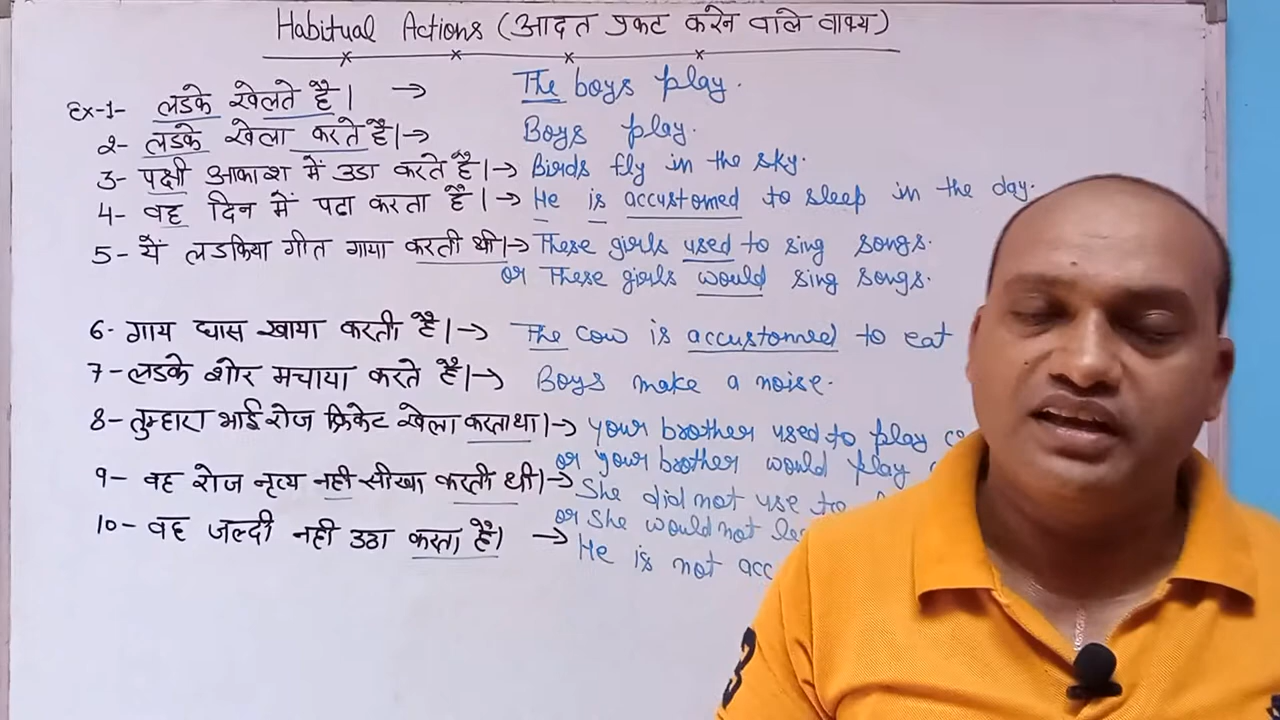 Habitual Actions (आदत प्रकट करने वाले वाक्य)
Ex-1- लडके खेलते है। → The boys play.
2- लडके खेला करते है।→ Boys play.
3- पक्षी आकाश में उडा करते है।→ Birds fly in the sky.
4- वह दिन में पढा करता है।→ He is accustomed to sleep in the day.
5- ये लडकिया गीत गाया करती थी।→ These girls used to sing songs.
or These girls would sing songs.
6- गाय घास खाया करती है।→ The cow is accustomed to eat
7- लडके शोर मचाया करते है।→ Boys make a noise.
8- तुम्हारा भाई रोज क्रिकेट खेला करता था।→ your brother used to play
or your brother would play
9- वह रोज नृत्य नही सीखा करती थी।→ She did not use to
or She would not
10- वह जल्दी नही उठा करता है। → He is not
3